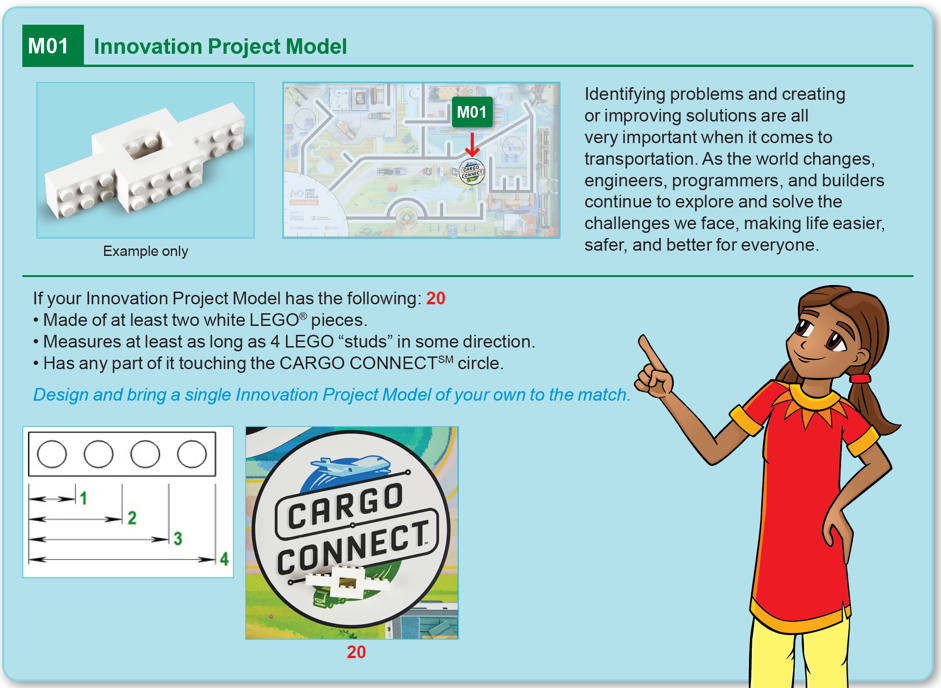 M01 Innovation Project Model
M01
CARGO
CONNECT
Example only
Identifying problems and creating
or improving solutions are all
very important when it comes to
transportation. As the world changes,
engineers, programmers, and builders
continue to explore and solve the
challenges we face, making life easier,
safer, and better for everyone.
If your Innovation Project Model has the following: 20
• Made of at least two white LEGO® pieces.
• Measures at least as long as 4 LEGO “studs” in some direction.
• Has any part of it touching the CARGO CONNECT℠ circle.
Design and bring a single Innovation Project Model of your own to the match.
1
2
3
4
CARGO
CONNECT
20